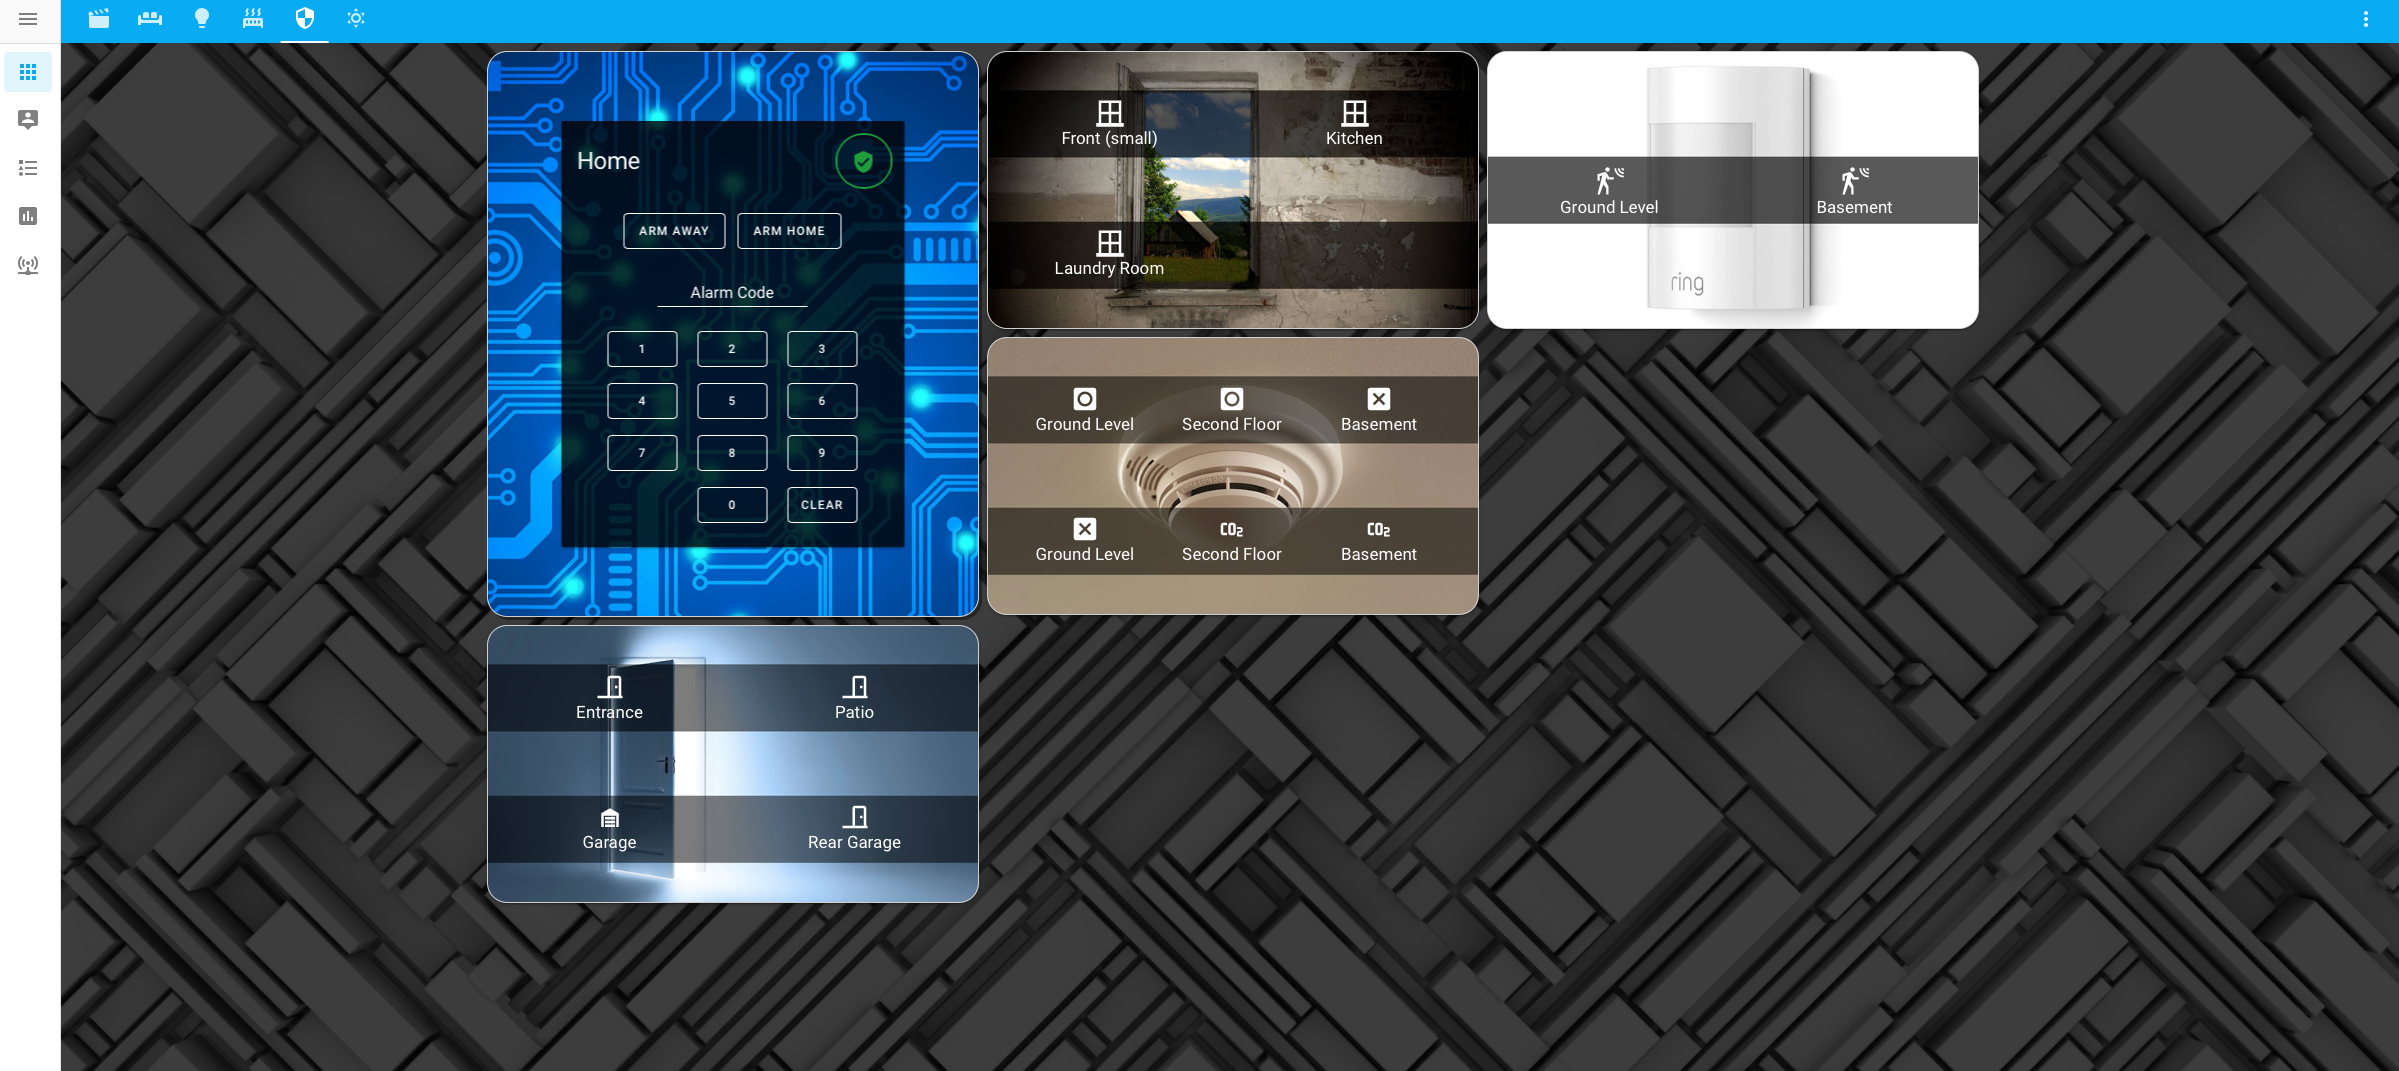 Home
ARM AWAY ARM HOME
Alarm Code
1 2 3
4 5 6
7 8 9
0 CLEAR
Front (small) Kitchen
Laundry Room
Ground Level Basement
ring
Ground Level Second Floor Basement
CO2 CO2
Ground Level Second Floor Basement
Entrance Patio
Garage Rear Garage